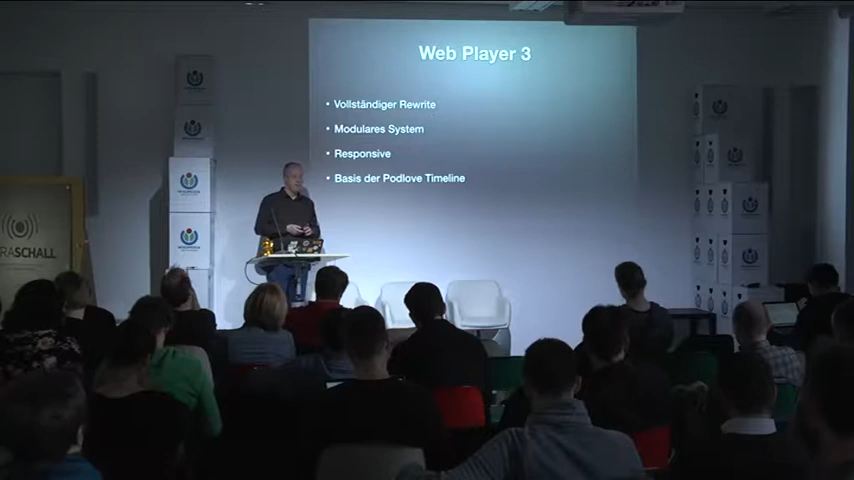 Web Player 3
• Vollständiger Rewrite
• Modulares System
• Responsive
• Basis der Podlove Timeline
RASCHALL